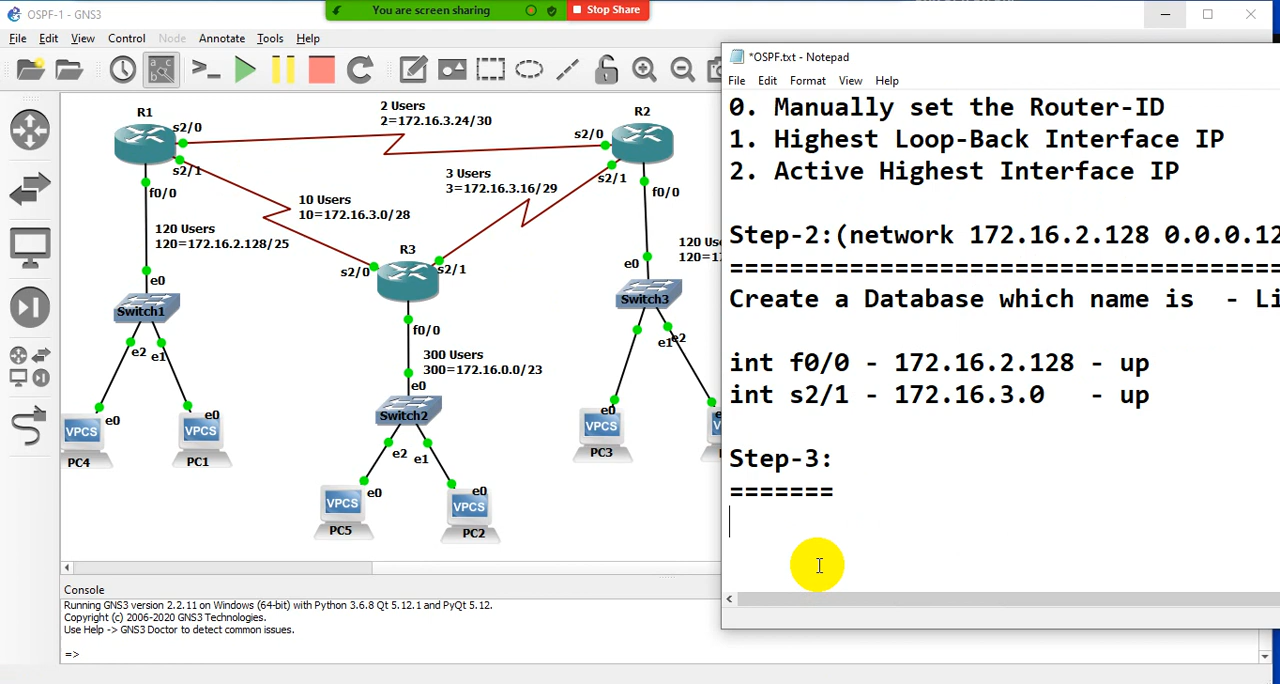 OSPF-1 - GNS3
You are screen sharing
Stop Share
File Edit View Control Node Annotate Tools Help
*OSPF.txt - Notepad
File Edit Format View Help
0. Manually set the Router-ID
1. Highest Loop-Back Interface IP
2. Active Highest Interface IP
Step-2:(network 172.16.2.128 0.0.0.12
=====================================
Create a Database which name is - Li
int f0/0 - 172.16.2.128 - up
int s2/1 - 172.16.3.0 - up
Step-3:
=======
R1
s2/0
s2/1
f0/0
2 Users
2=172.16.3.24/30
R2
s2/0
s2/1
f0/0
3 Users
3=172.16.3.16/29
10 Users
10=172.16.3.0/28
120 Users
120=172.16.2.128/25
R3
s2/0
s2/1
f0/0
e0
Switch1
e2 e1
e0
Switch3
e1 e2
300 Users
300=172.16.0.0/23
e0
Switch2
e2 e1
VPCS
e0
PC4
VPCS
e0
PC1
VPCS
e0
PC5
VPCS
e0
PC2
VPCS
e0
PC3
e0
Console
Running GNS3 version 2.2.11 on Windows (64-bit) with Python 3.6.8 Qt 5.12.1 and PyQt 5.12.
Copyright (c) 2006-2020 GNS3 Technologies.
Use Help -> GNS3 Doctor to detect common issues.
=>